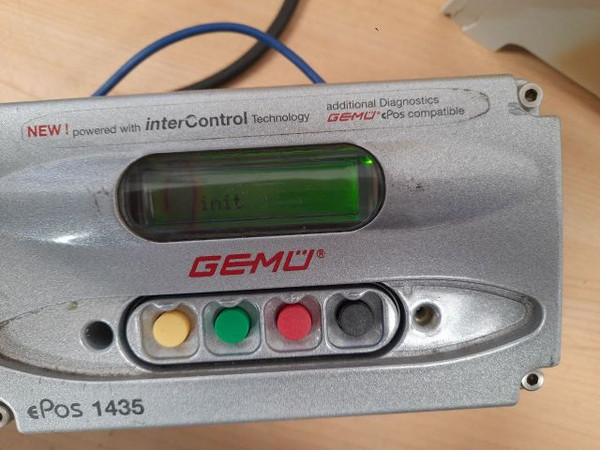 NEW! powered with interControl Technology
additional Diagnostics
GEMÜ® ePos compatible
init
GEMÜ®
ePos 1435